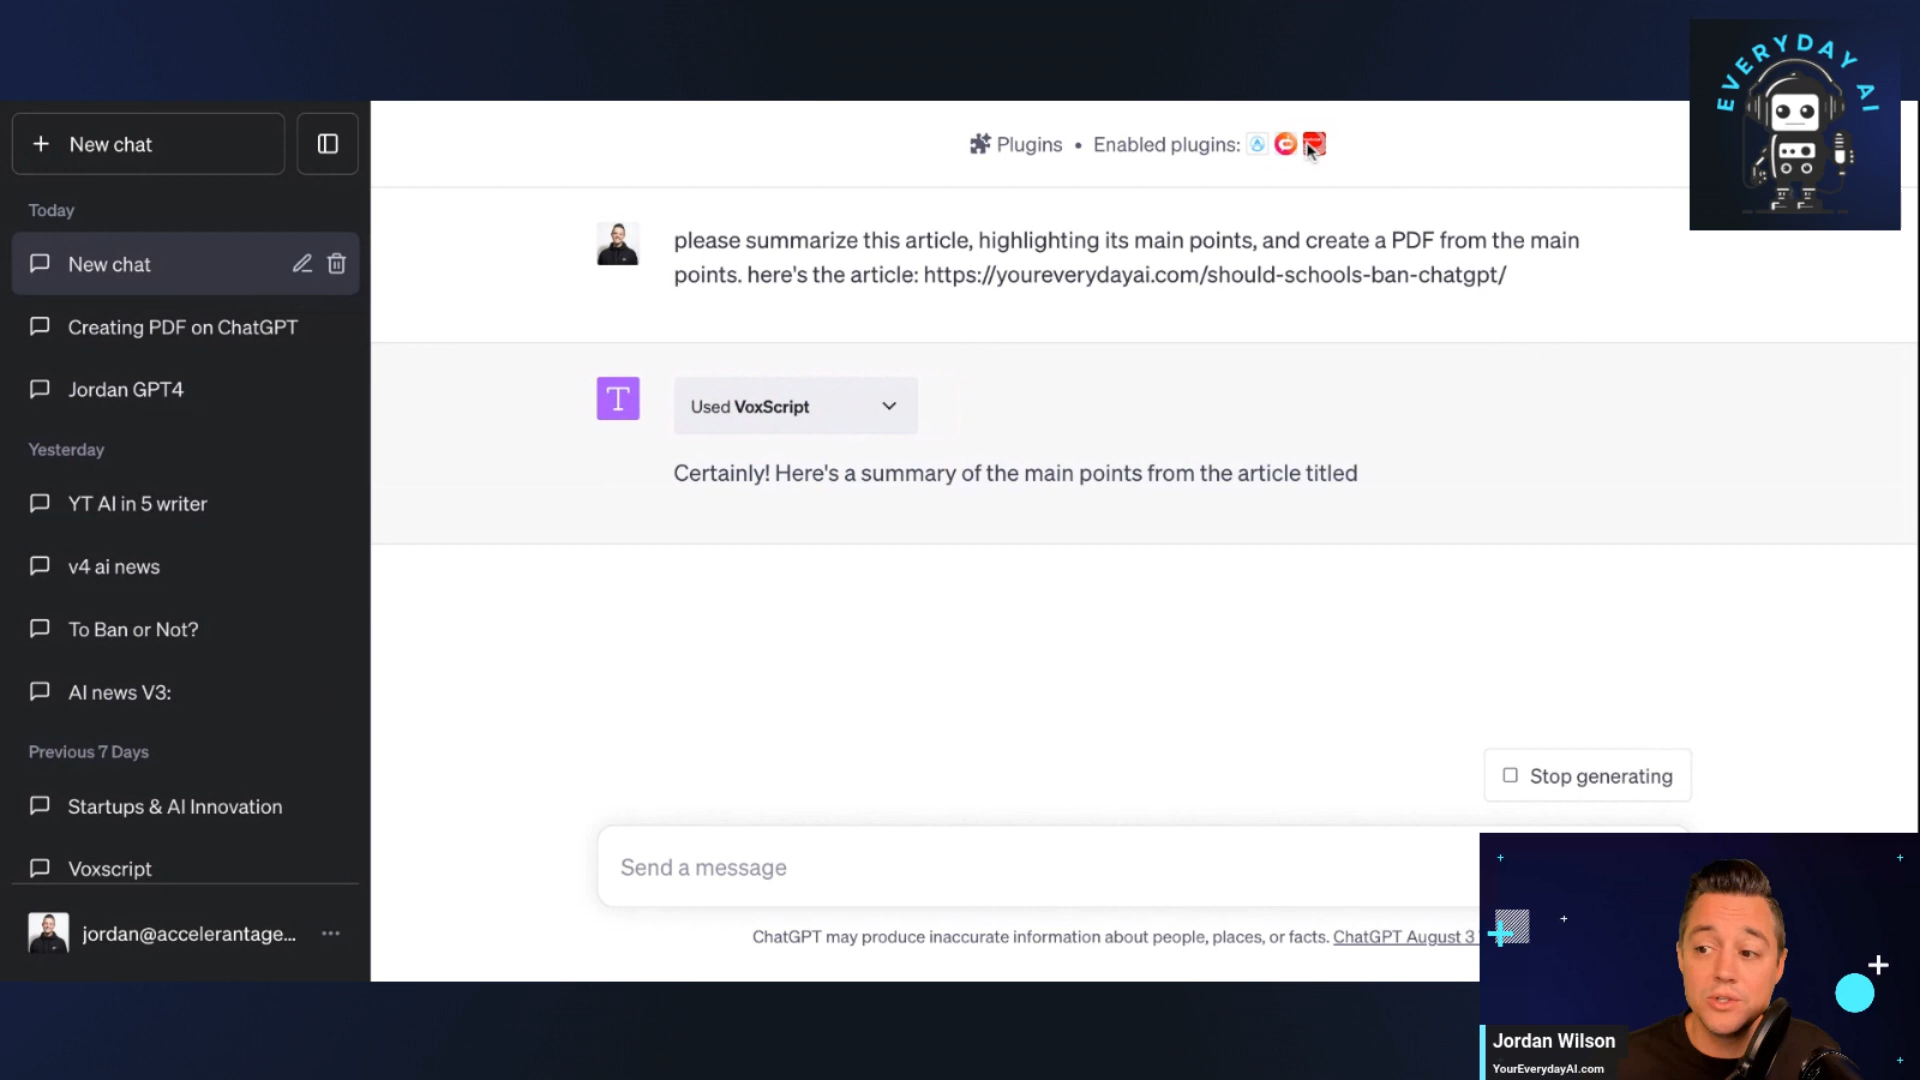 EVERYDAY AI
New chat
Plugins • Enabled plugins:
Today
New chat
Creating PDF on ChatGPT
Jordan GPT4
Yesterday
YT AI in 5 writer
v4 ai news
To Ban or Not?
AI news V3:
Previous 7 Days
Startups & AI Innovation
Voxscript
jordan@accelerantage...
please summarize this article, highlighting its main points, and create a PDF from the main
points. here's the article: https://youreverydayai.com/should-schools-ban-chatgpt/
T
Used VoxScript
Certainly! Here's a summary of the main points from the article titled
Stop generating
Send a message
ChatGPT may produce inaccurate information about people, places, or facts. ChatGPT August 3
Jordan Wilson
YourEverydayAI.com